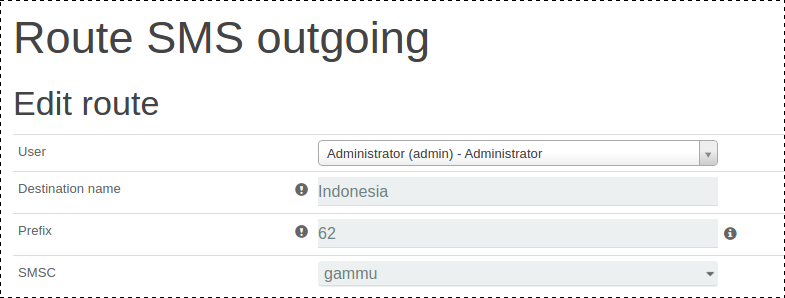 Route SMS outgoing
Edit route
User Administrator (admin) - Administrator
Destination name Indonesia
Prefix 62
SMSC gammu